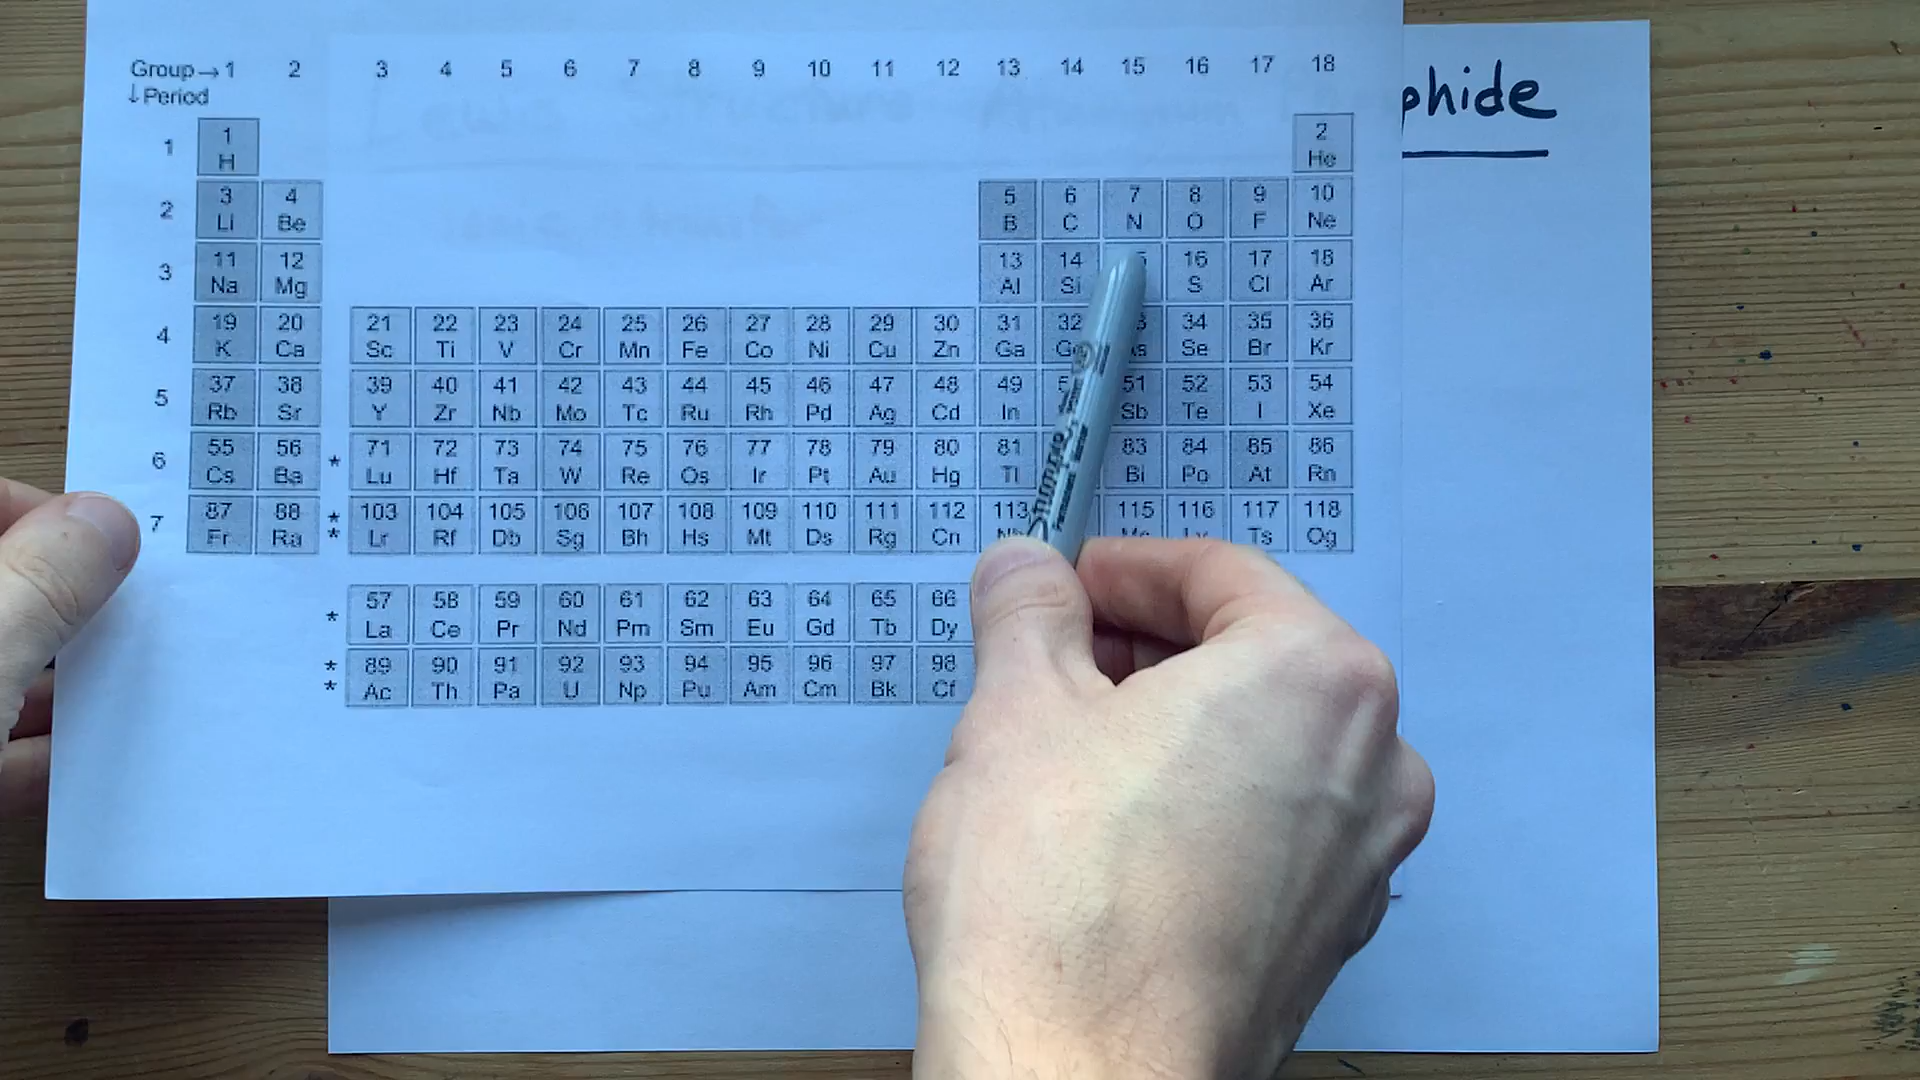 Group→1 2 3 4 5 6 7 8 9 10 11 12 13 14 15 16 17 18
↓Period
1 1 2
H He
2 3 4 5 6 7 8 9 10
Li Be B C N O F Ne
3 11 12 13 14 16 17 18
Na Mg Al Si S Cl Ar
4 19 20 21 22 23 24 25 26 27 28 29 30 31 32 34 35 36
K Ca Sc Ti V Cr Mn Fe Co Ni Cu Zn Ga Se Br Kr
5 37 38 39 40 41 42 43 44 45 46 47 48 49 51 52 53 54
Rb Sr Y Zr Nb Mo Tc Ru Rh Pd Ag Cd In Sb Te I Xe
6 55 56 * 71 72 73 74 75 76 77 78 79 80 81 83 84 85 86
Cs Ba Lu Hf Ta W Re Os Ir Pt Au Hg Tl Bi Po At Rn
7 87 88 * * 103 104 105 106 107 108 109 110 111 112 113 115 116 117 118
Fr Ra Lr Rf Db Sg Bh Hs Mt Ds Rg Cn Ts Og
* 57 58 59 60 61 62 63 64 65 66
La Ce Pr Nd Pm Sm Eu Gd Tb Dy
* * 89 90 91 92 93 94 95 96 97 98
Ac Th Pa U Np Pu Am Cm Bk Cf
phide
Lewis Structure Aluminum
Sharpie